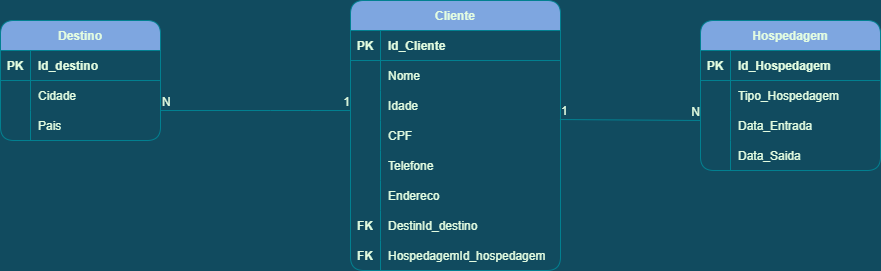 Destino
PK Id_destino
Cidade
Pais
N
1
Cliente
PK Id_Cliente
Nome
Idade
CPF
Telefone
Endereco
FK DestinId_destino
FK HospedagemId_hospedagem
1
N
Hospedagem
PK Id_Hospedagem
Tipo_Hospedagem
Data_Entrada
Data_Saida